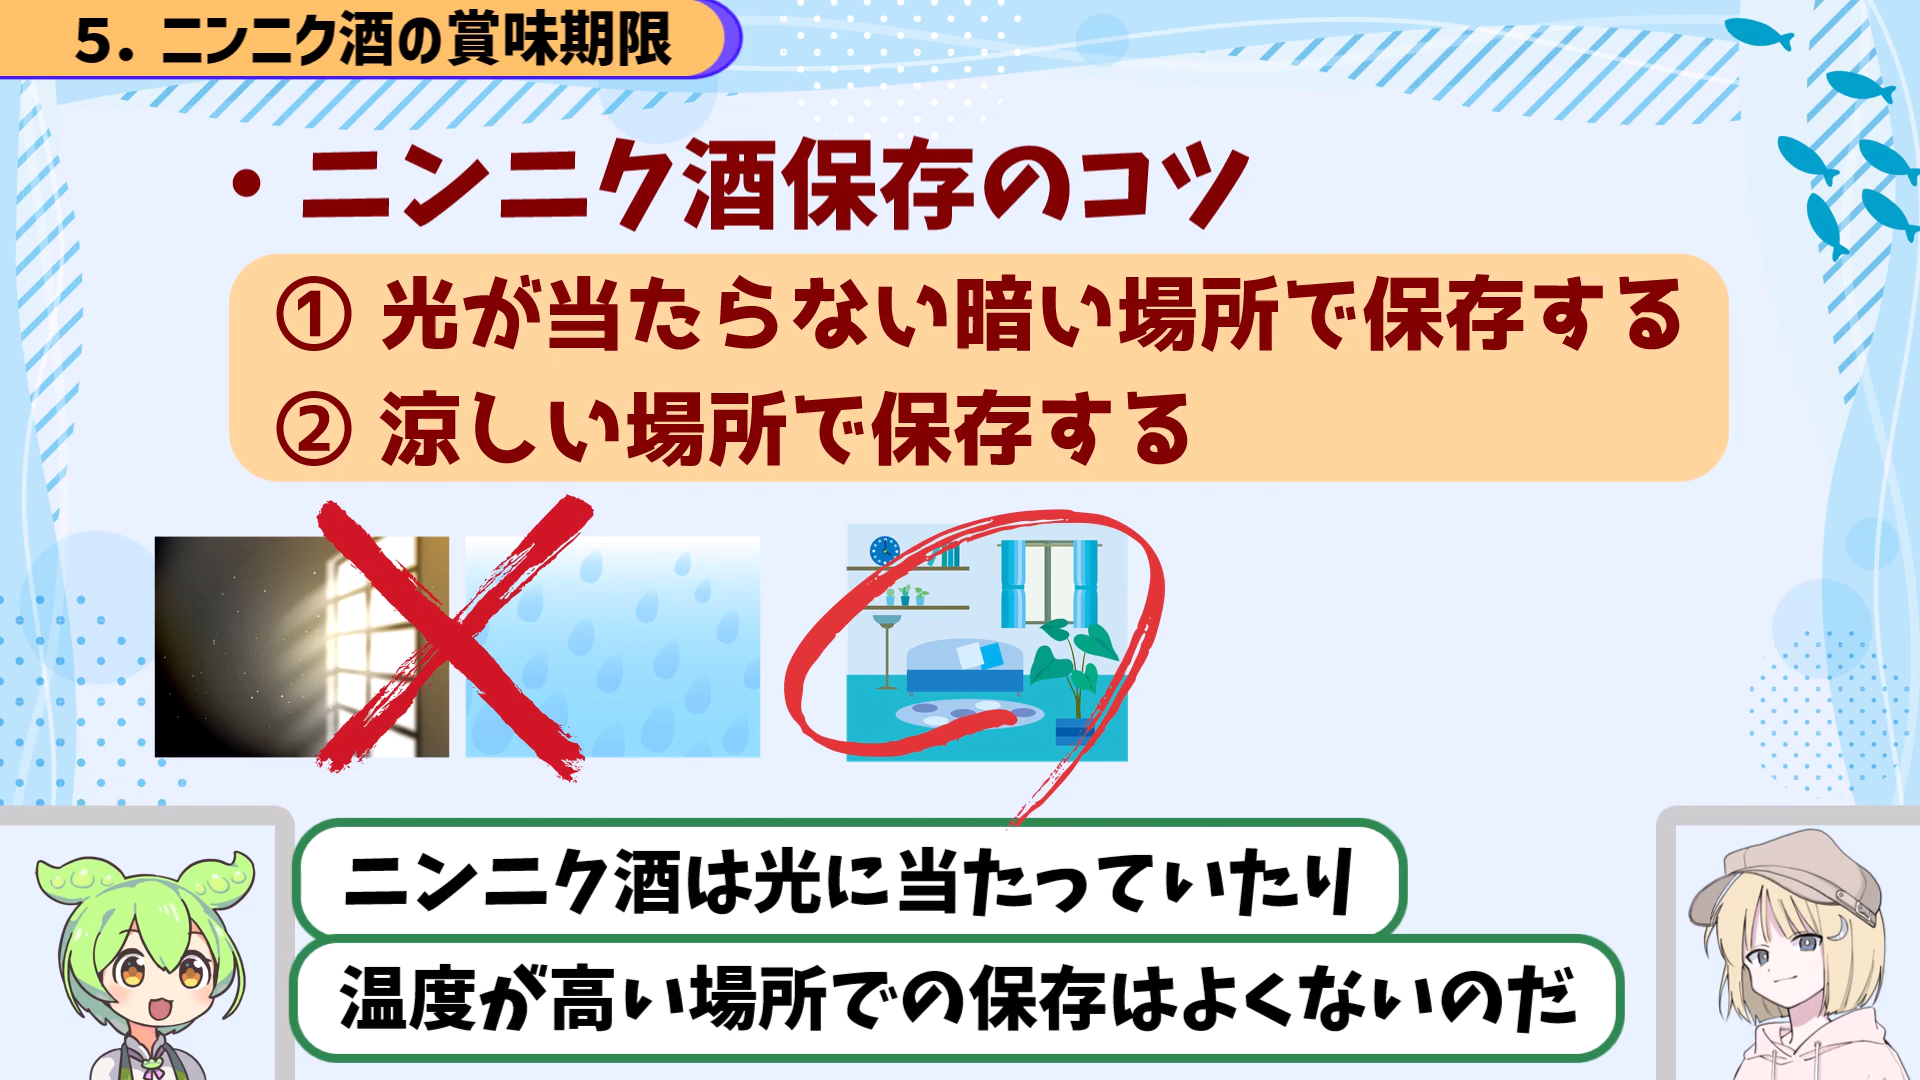 5. ニンニク酒の賞味期限
・ニンニク酒保存のコツ
① 光が当たらない暗い場所で保存する
② 涼しい場所で保存する
ニンニク酒は光に当たっていたり
温度が高い場所での保存はよくないのだ